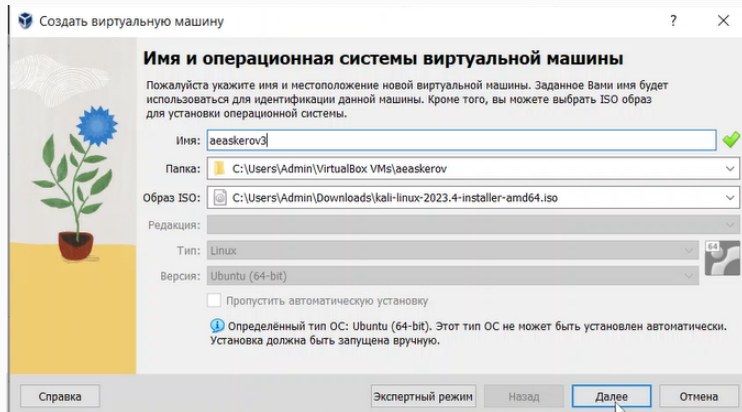 Создать виртуальную машину
?
Имя и операционная системы виртуальной машины
Пожалуйста укажите имя и местоположение новой виртуальной машины. Заданное Вами имя будет
использоваться для идентификации данной машины. Кроме того, вы можете выбрать ISO образ
для установки операционной системы.
Имя: aeaskerov3
Папка: C:\Users\Admin\VirtualBox VMs\aeaskerov
Образ ISO: C:\Users\Admin\Downloads\kali-linux-2023.4-installer-amd64.iso
Редакция:
Тип: Linux
64
Версия: Ubuntu (64-bit)
Пропустить автоматическую установку
Определённый тип ОС: Ubuntu (64-bit). Этот тип ОС не может быть установлен автоматически.
Установка должна быть запущена вручную.
Справка Экспертный режим Назад Далее Отмена